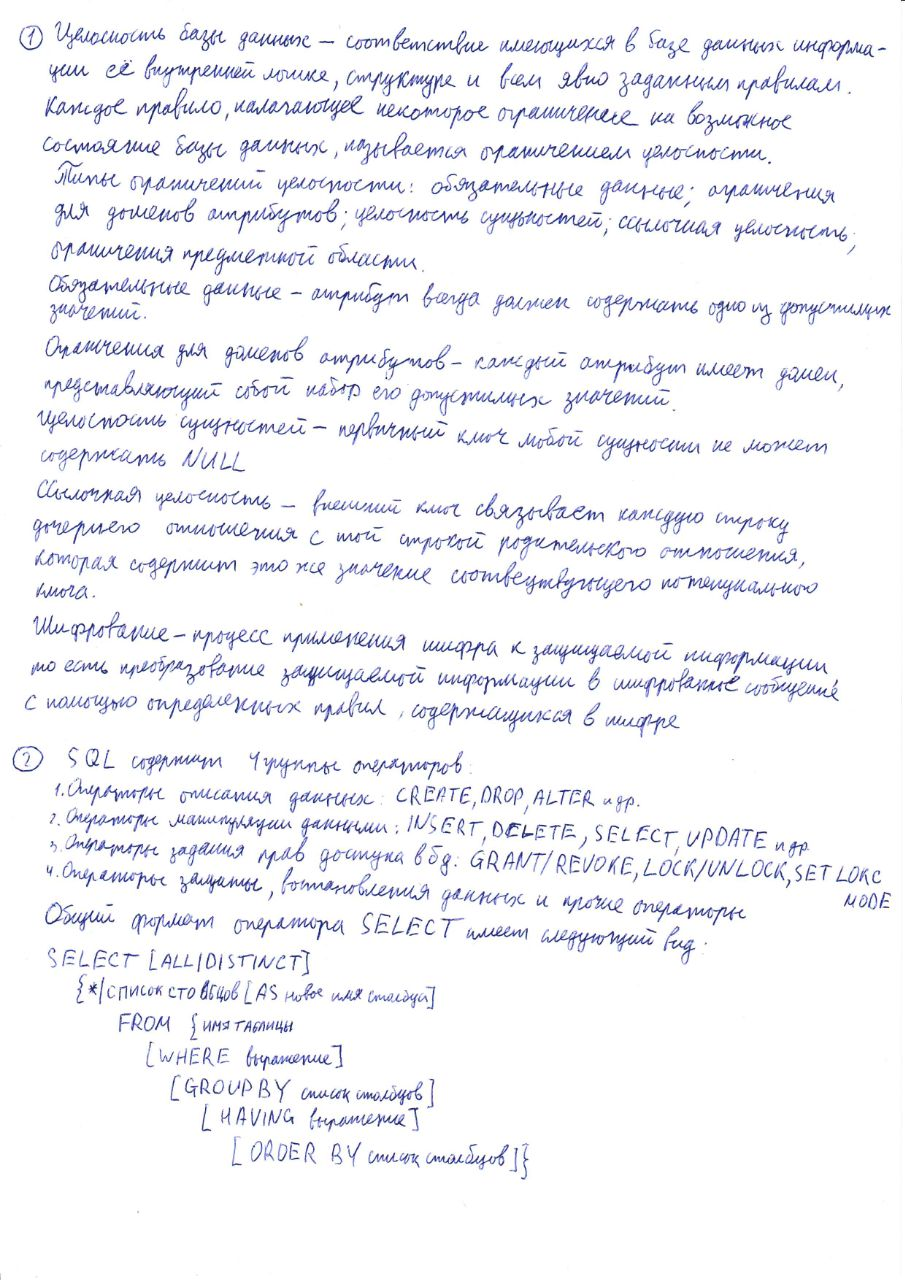 ① Целосность базы данных – соответствие имеющихся в базе данных информа-
ции её внутренней логике, структуре и всем явно заданным правилам.
Каждое правило, налагающее некоторое ограничение на возможное
состояние базы данных, называется ограничением целосности.
Типы ограничений целосности: обязательные данные; ограничения
для доменов атрибутов; целосность сущностей; ссылочная целосность;
ограничения предметной области.
Обязательные данные – атрибут всегда должен содержать одно из допустимых
значений.
Ограничения для доменов атрибутов – каждый атрибут имеет домен,
представляющий собой набор его допустимых значений.
Целосность сущностей – первичный ключ любой сущности не может
содержать NULL
Ссылочная целосность – внешний ключ связывает каждую строку
дочернего отношения с той строкой родительского отношения,
которая содержит это же значение соотвествующего потенциального
ключа.
Шифрование – процесс применения шифра к защищаемой информации
то есть преобразование защищаемой информации в шифрованное сообщение
с помощью определенных правил, содержащихся в шифре
② SQL содержит 4 группы операторов:
1. Операторы описания данных: CREATE, DROP, ALTER и др.
2. Операторы манипуляции данными: INSERT, DELETE, SELECT, UPDATE и др.
3. Операторы задания прав доступа в бд: GRANT/REVOKE, LOCK/UNLOCK, SET LOKC
MODE
4. Операторы защиты, востановления данных и прочие операторы
Общий формат оператора SELECT имеет следующий вид:
SELECT [ALL|DISTINCT]
{*|СПИСОК СТОЛБЦОВ [AS новое имя столбца]
FROM {ИМЯ ТАБЛИЦЫ
[WHERE выражение]
[GROUP BY список столбцов]
[HAVING выражение]
[ORDER BY список столбцов]}